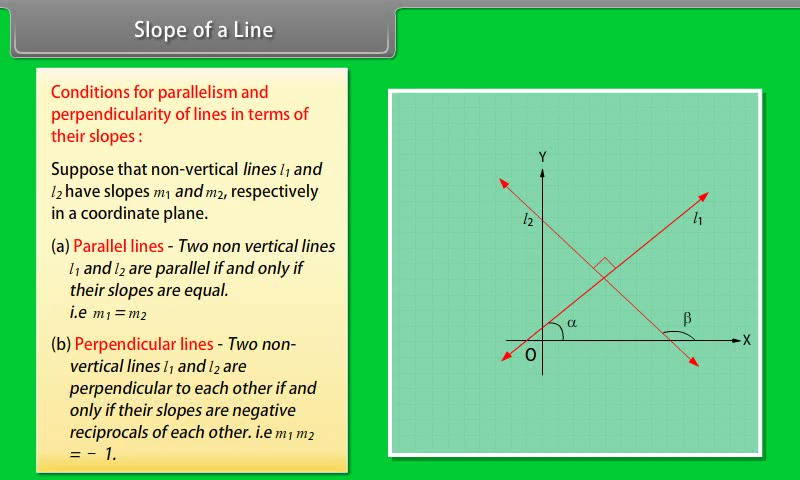 Slope of a Line
Conditions for parallelism and
perpendicularity of lines in terms of
their slopes :
Suppose that non-vertical lines l₁ and
l₂ have slopes m₁ and m₂, respectively
in a coordinate plane.
(a) Parallel lines - Two non vertical lines
l₁ and l₂ are parallel if and only if
their slopes are equal.
i.e m₁ = m₂
(b) Perpendicular lines - Two non-
vertical lines l₁ and l₂ are
perpendicular to each other if and
only if their slopes are negative
reciprocals of each other. i.e m₁ m₂
= − 1.
Y
l₂
l₁
α
β
X
O